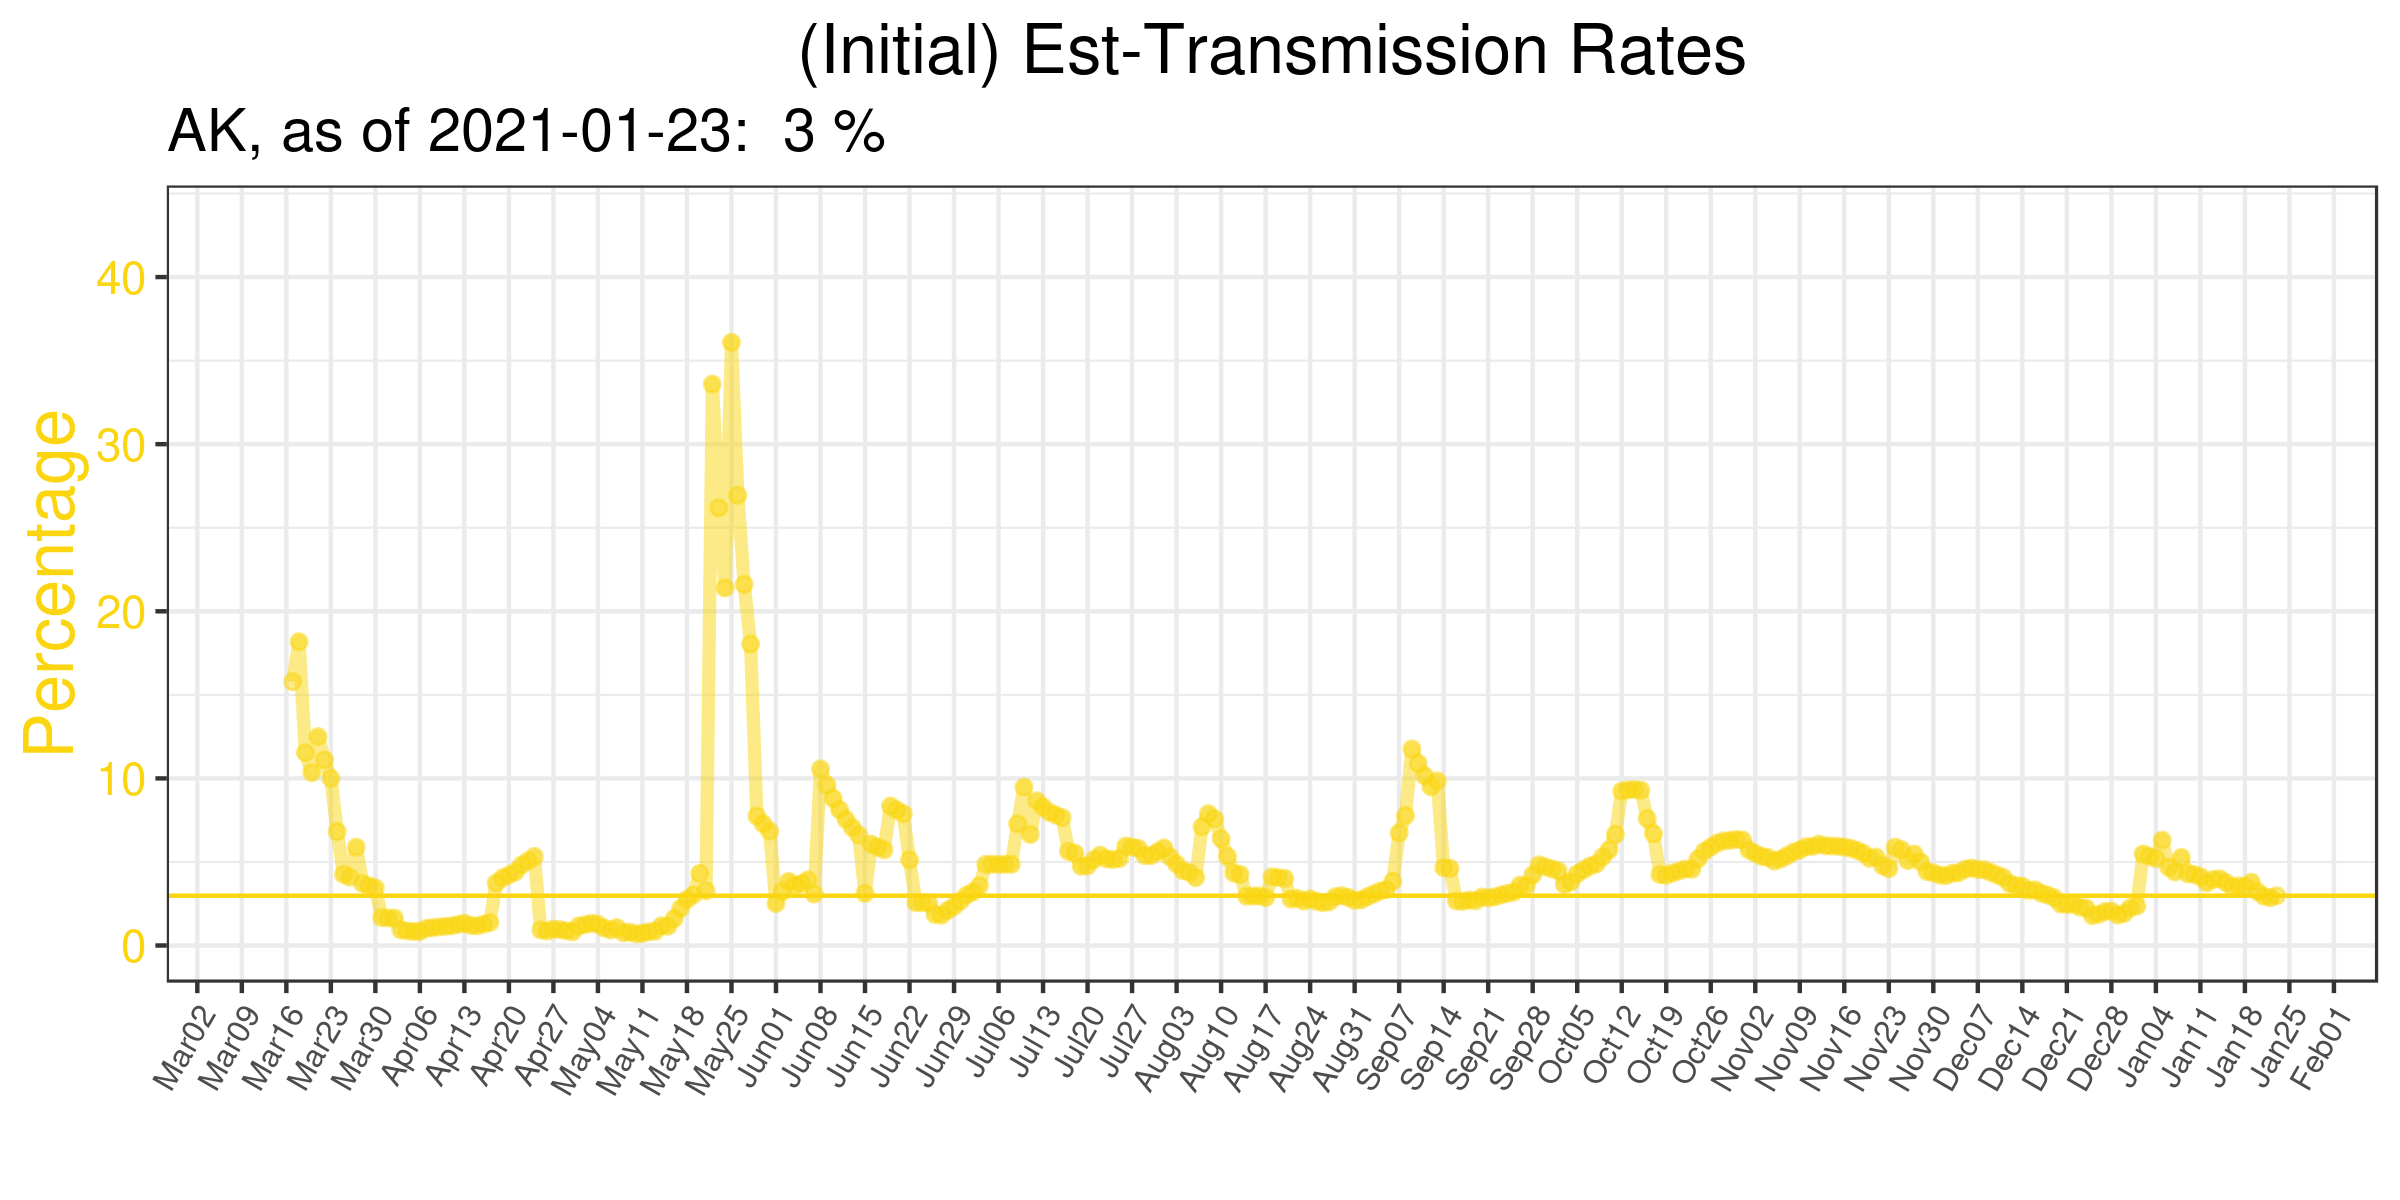 (Initial) Est-Transmission Rates
AK, as of 2021-01-23:  3 %
Percentage
40
30
20
10
0
Mar02
Mar09
Mar16
Mar23
Mar30
Apr06
Apr13
Apr20
Apr27
May04
May11
May18
May25
Jun01
Jun08
Jun15
Jun22
Jun29
Jul06
Jul13
Jul20
Jul27
Aug03
Aug10
Aug17
Aug24
Aug31
Sep07
Sep14
Sep21
Sep28
Oct05
Oct12
Oct19
Oct26
Nov02
Nov09
Nov16
Nov23
Nov30
Dec07
Dec14
Dec21
Dec28
Jan04
Jan11
Jan18
Jan25
Feb01